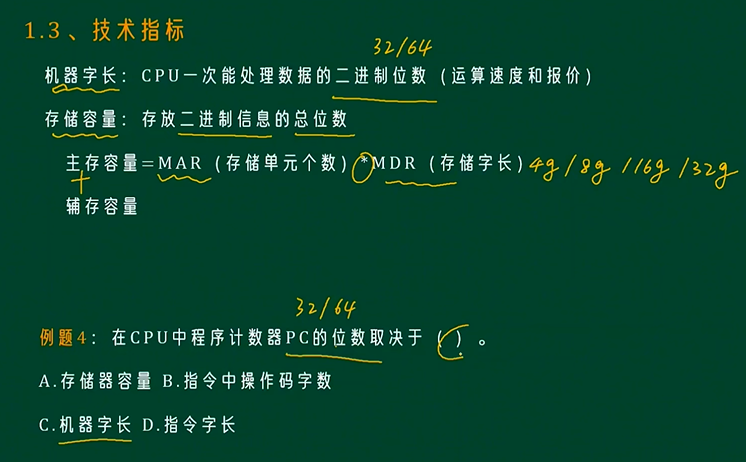 1.3、技术指标
32/64
机器字长：CPU一次能处理数据的二进制位数（运算速度和报价）
存储容量：存放二进制信息的总位数
主存容量=MAR（存储单元个数）*MDR（存储字长）4g/8g/16g/32g
+
辅存容量
32/64
例题4：在CPU中程序计数器PC的位数取决于（ ）。
A.存储器容量 B.指令中操作码字数
C.机器字长 D.指令字长